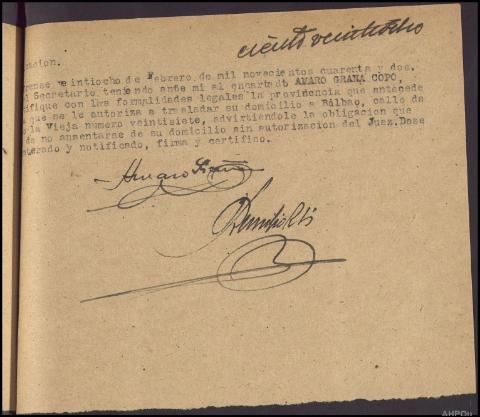 ciento veintiocho
cacion.
rense veintiocho de Febrero de mil novecientos cuarenta y dos.
l Secretario teniendo ante mi al encartado AMARO GRAÑA COPO,
ifique con las formalidades legales la providencia que antecede
que se le autoriza a trasladar su domicilio a Bilbao, calle de
la Vieja numero veintisiete, advirtiendole la obligacion que
de no ausentarse de su domicilio sin autorizacion del Juez. Dase
terado y notificado, firma y certifico.
Amaro Graña
AHPOu